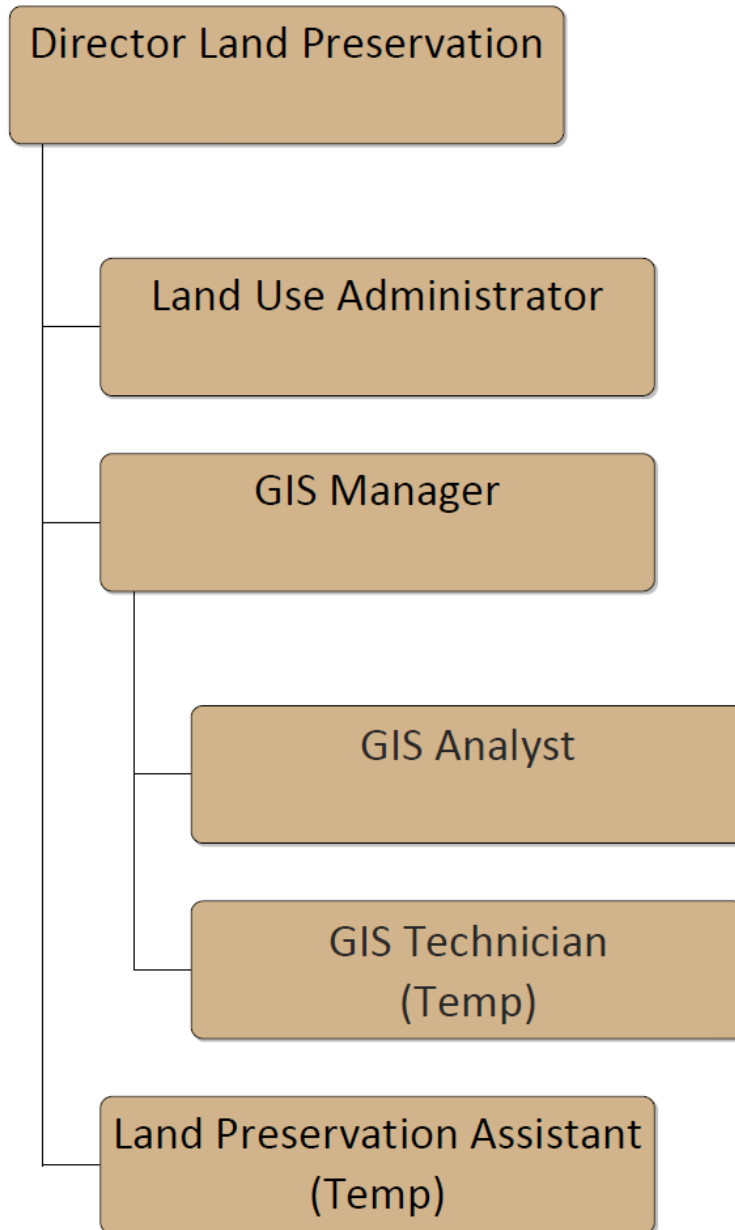 Director Land Preservation
Land Use Administrator
GIS Manager
GIS Analyst
GIS Technician
(Temp)
Land Preservation Assistant
(Temp)